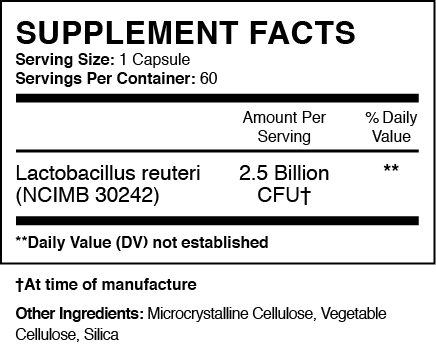 SUPPLEMENT FACTS
Serving Size: 1 Capsule
Servings Per Container: 60
Amount Per Serving
% Daily Value
Lactobacillus reuteri (NCIMB 30242)
2.5 Billion CFU†
**
**Daily Value (DV) not established
†At time of manufacture
Other Ingredients: Microcrystalline Cellulose, Vegetable
Cellulose, Silica